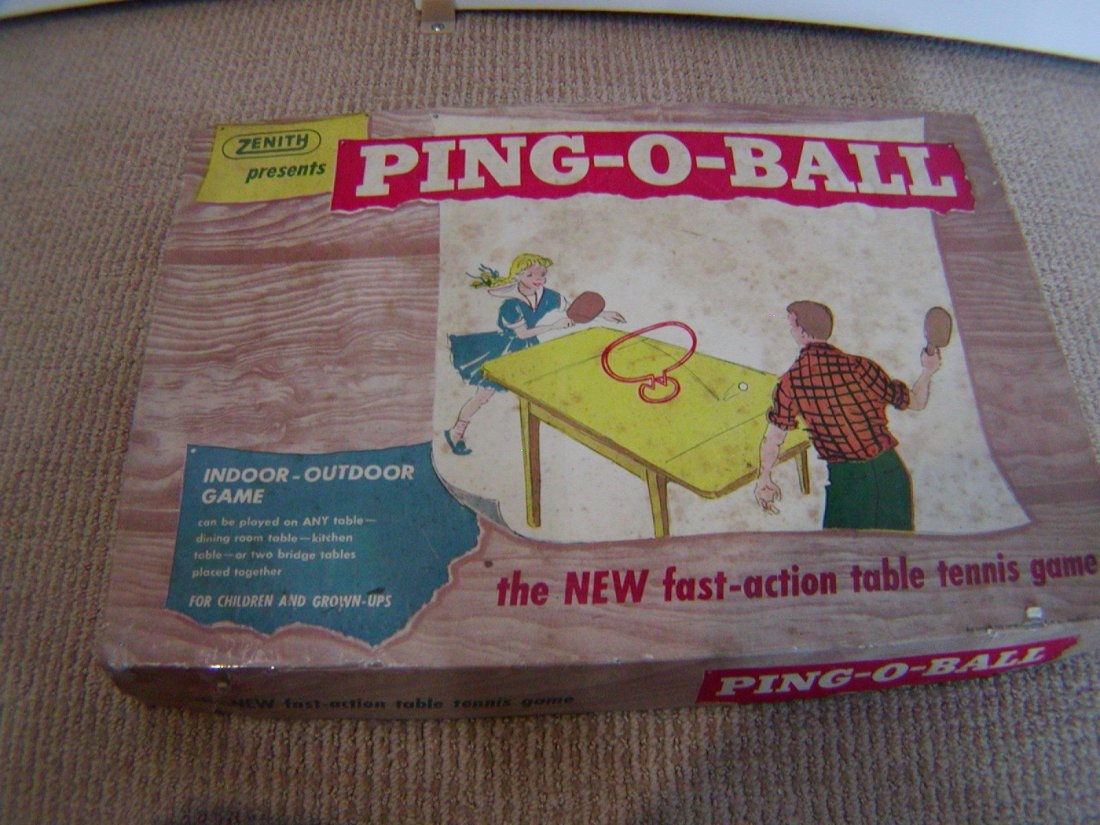 ZENITH
presents
PING-O-BALL
INDOOR-OUTDOOR
GAME
can be played on ANY table—
dining room table—kitchen
table—or two bridge tables
placed together
FOR CHILDREN AND GROWN-UPS
the NEW fast-action table tennis game
NEW fast-action table tennis game
PING-O-BALL